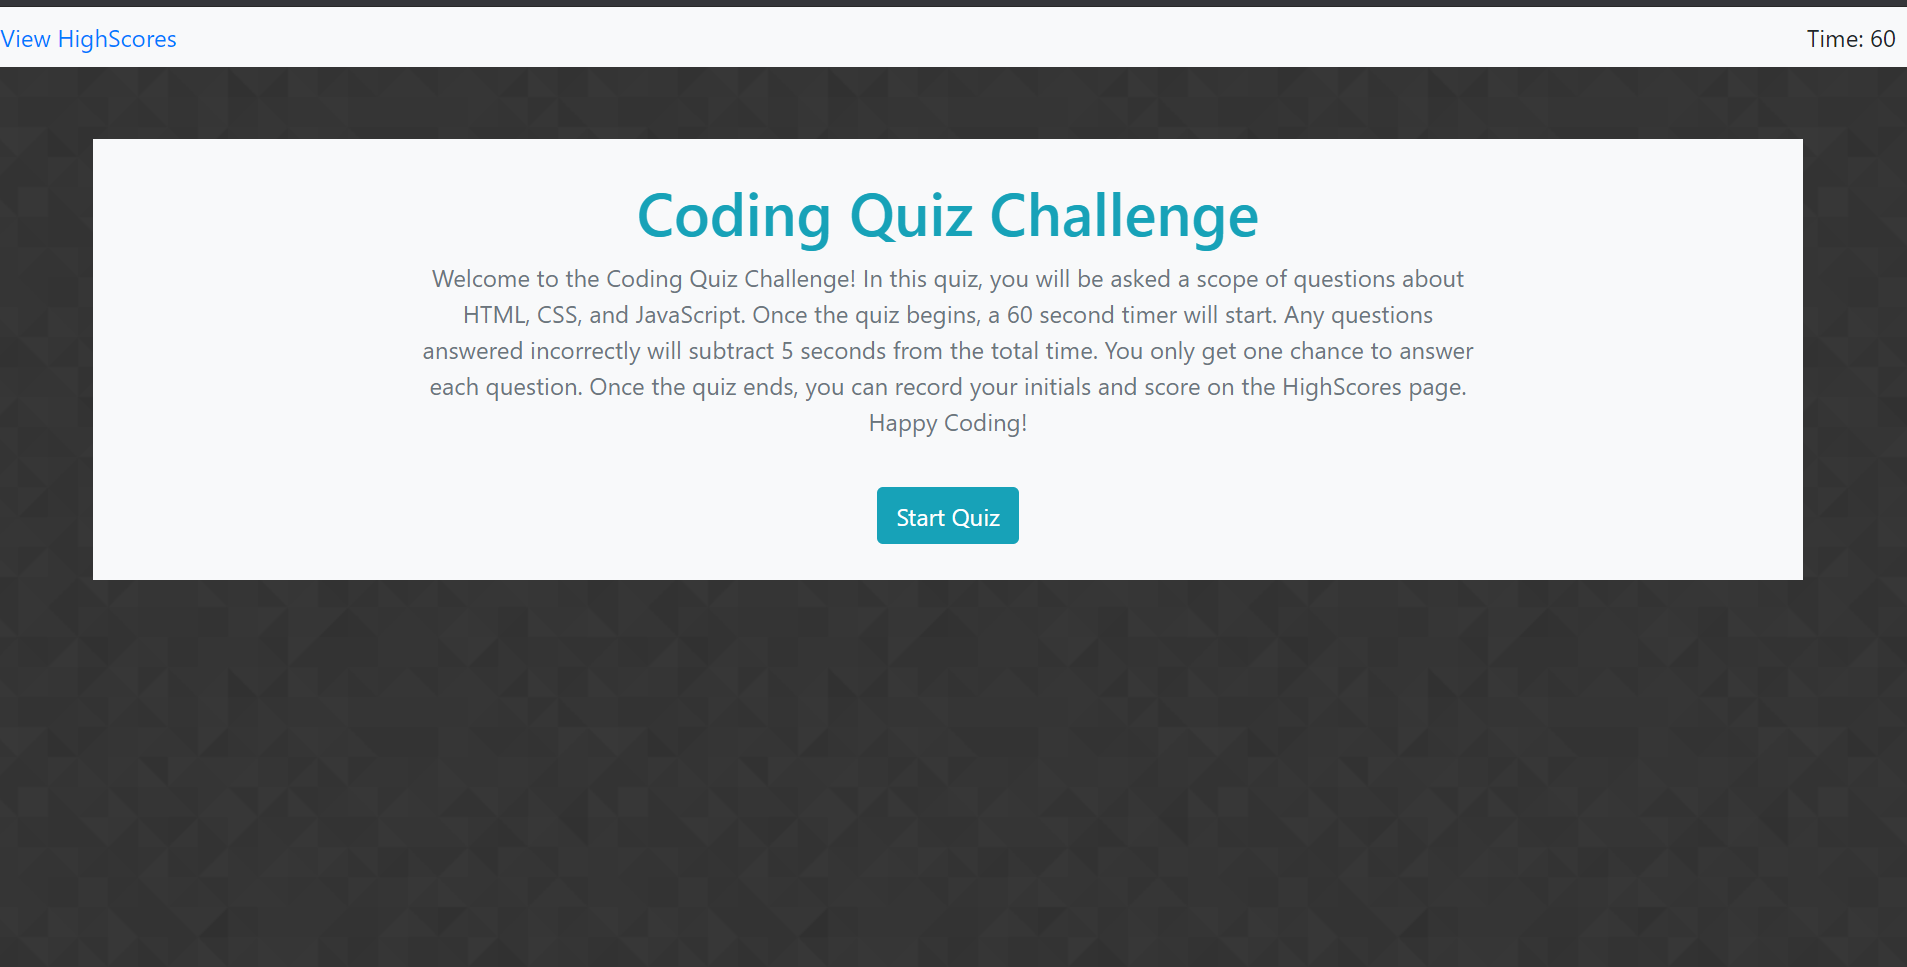 View HighScores
Time: 60
Coding Quiz Challenge
Welcome to the Coding Quiz Challenge! In this quiz, you will be asked a scope of questions about
HTML, CSS, and JavaScript. Once the quiz begins, a 60 second timer will start. Any questions
answered incorrectly will subtract 5 seconds from the total time. You only get one chance to answer
each question. Once the quiz ends, you can record your initials and score on the HighScores page.
Happy Coding!
Start Quiz